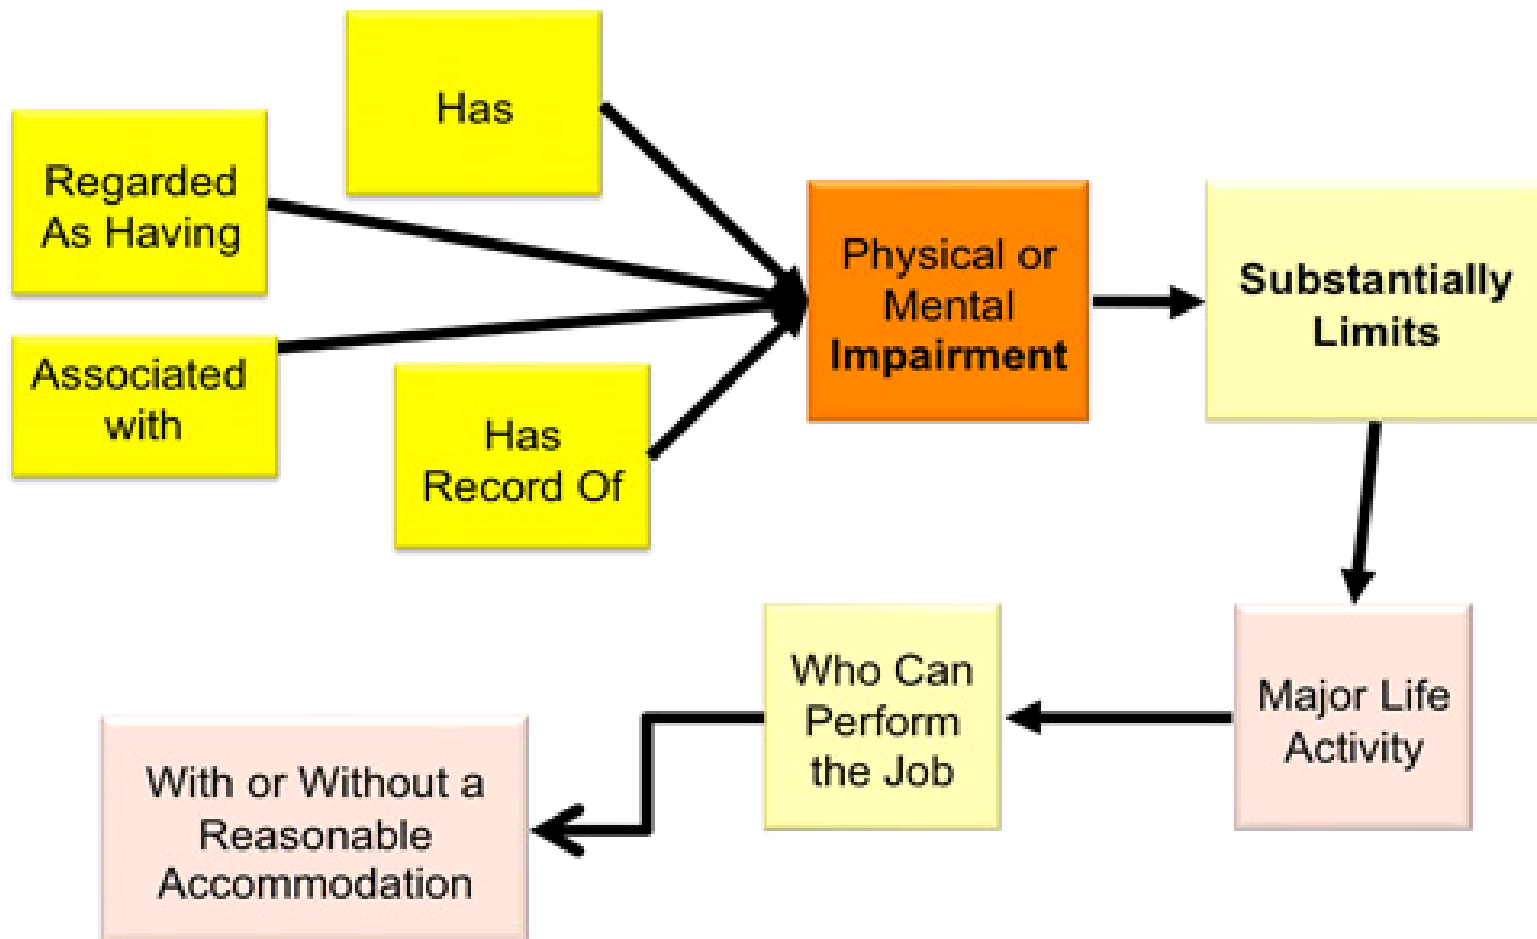 Has
Regarded
As Having
Associated
with
Has
Record Of
Physical or
Mental
Impairment
Substantially
Limits
Major Life
Activity
Who Can
Perform
the Job
With or Without a
Reasonable
Accommodation